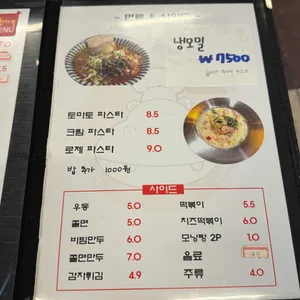 MENU
~ 면류 & 사이드 ~
냉모밀
₩7500
토마토 파스타 8.5
크림 파스타 8.5
로제 파스타 9.0
밥 추가 1000원
사이드
우동 5.0
쫄면 5.0
비빔만두 6.0
쫄면만두 7.0
감자튀김 4.9
떡볶이 5.5
치즈떡볶이 6.0
모닝빵 2P 1.0
음료
주류 4.0